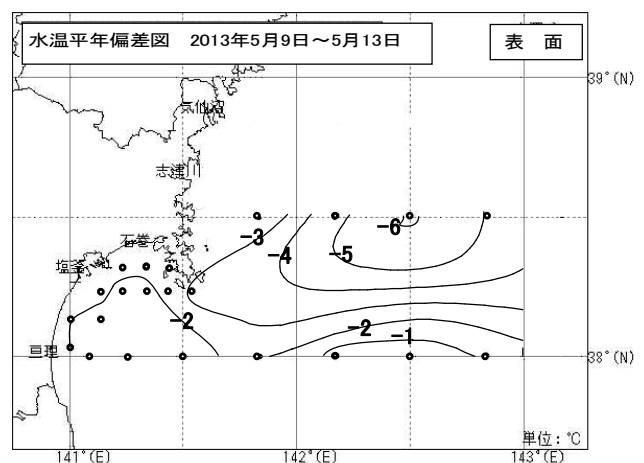 水温平年偏差図 2013年5月9日～5月13日
表 面
39°(N)
気仙沼
志津川
-6
-3
石巻
-4
-5
塩釜
-2
-2
-1
亘理
38°(N)
単位:℃
141°(E)
142°(E)
143°(E)